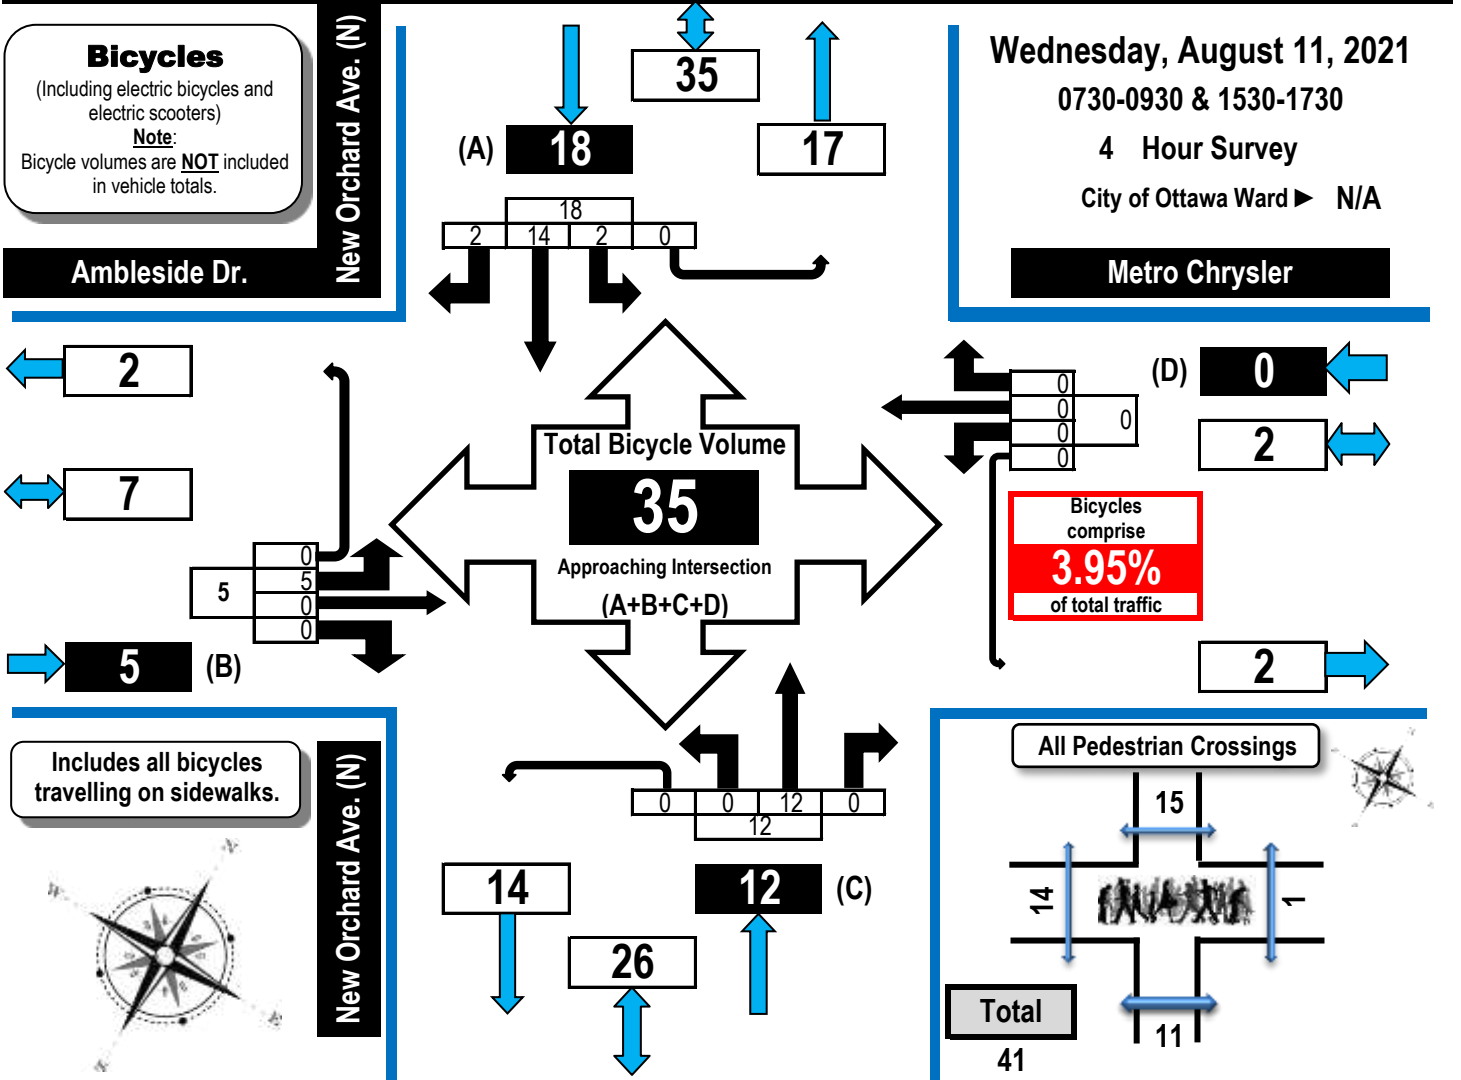 Bicycles
(Including electric bicycles and
electric scooters)
Note:
Bicycle volumes are NOT included
in vehicle totals.
New Orchard Ave. (N)
Ambleside Dr.
35
(A) 18
17
18
2 14 2 0
Wednesday, August 11, 2021
0730-0930 & 1530-1730
4 Hour Survey
City of Ottawa Ward ► N/A
Metro Chrysler
2
7
0
5
0
0
5
5 (B)
Total Bicycle Volume
35
Approaching Intersection
(A+B+C+D)
(D) 0
0
0
0
0
0
2
Bicycles
comprise
3.95%
of total traffic
2
Includes all bicycles
travelling on sidewalks.
New Orchard Ave. (N)
N
0 0 12 0
12
14
12 (C)
26
All Pedestrian Crossings
15
14
1
11
Total
41